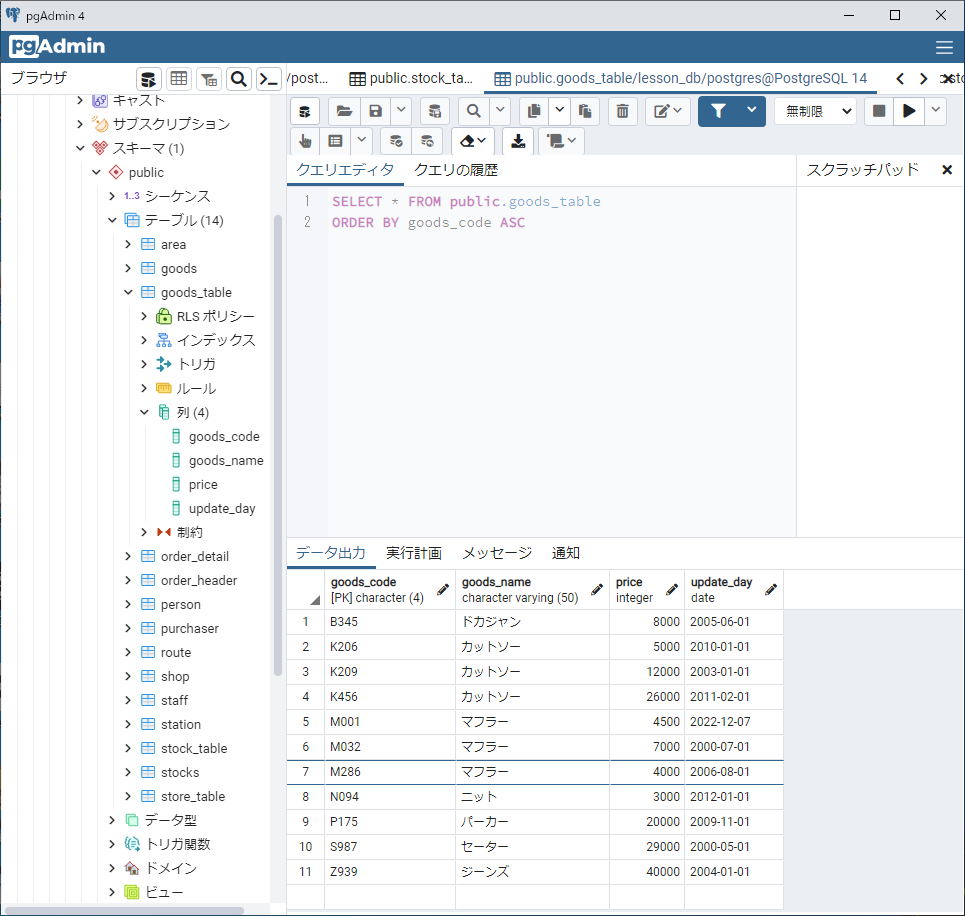 pgAdmin 4
pgAdmin
ブラウザ
/post...
public.stock_ta...
public.goods_table/lesson_db/postgres@PostgreSQL 14
無制限
キャスト
サブスクリプション
スキーマ (1)
public
1..3 シーケンス
テーブル (14)
area
goods
goods_table
RLS ポリシー
インデックス
トリガ
ルール
列 (4)
goods_code
goods_name
price
update_day
制約
order_detail
order_header
person
purchaser
route
shop
staff
station
stock_table
stocks
store_table
データ型
トリガ関数
ドメイン
ビュー
クエリエディタ クエリの履歴
スクラッチパッド
1 SELECT * FROM public.goods_table
2 ORDER BY goods_code ASC
データ出力 実行計画 メッセージ 通知
goods_code goods_name price update_day
[PK] character (4) character varying (50) integer date
1 B345 ドカジャン 8000 2005-06-01
2 K206 カットソー 5000 2010-01-01
3 K209 カットソー 12000 2003-01-01
4 K456 カットソー 26000 2011-02-01
5 M001 マフラー 4500 2022-12-07
6 M032 マフラー 7000 2000-07-01
7 M286 マフラー 4000 2006-08-01
8 N094 ニット 3000 2012-01-01
9 P175 パーカー 20000 2009-11-01
10 S987 セーター 29000 2000-05-01
11 Z939 ジーンズ 40000 2004-01-01